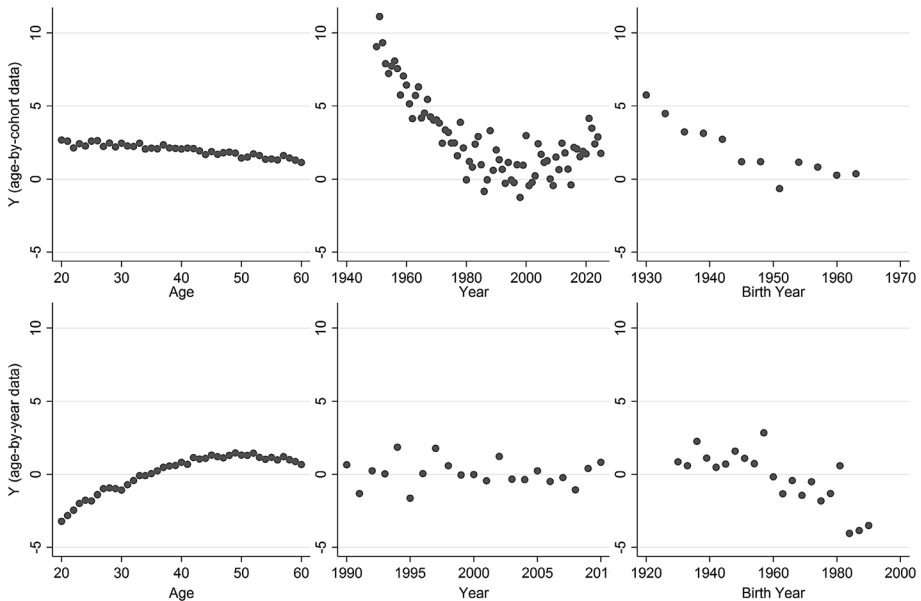 Y (age-by-cohort data)
10
5
0
-5
20 30 40 50 60
Age
10
5
0
-5
1940 1960 1980 2000 2020
Year
10
5
0
-5
1930 1940 1950 1960 1970
Birth Year
Y (age-by-year data)
10
5
0
-5
20 30 40 50 60
Age
10
5
0
-5
1990 1995 2000 2005 201
Year
10
5
0
-5
1920 1940 1960 1980 2000
Birth Year